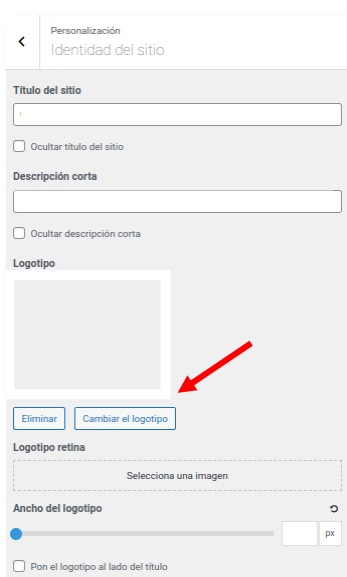 Personalización
Identidad del sitio
Título del sitio
Ocultar título del sitio
Descripción corta
Ocultar descripción corta
Logotipo
Eliminar
Cambiar el logotipo
Logotipo retina
Selecciona una imagen
Ancho del logotipo
px
Pon el logotipo al lado del título